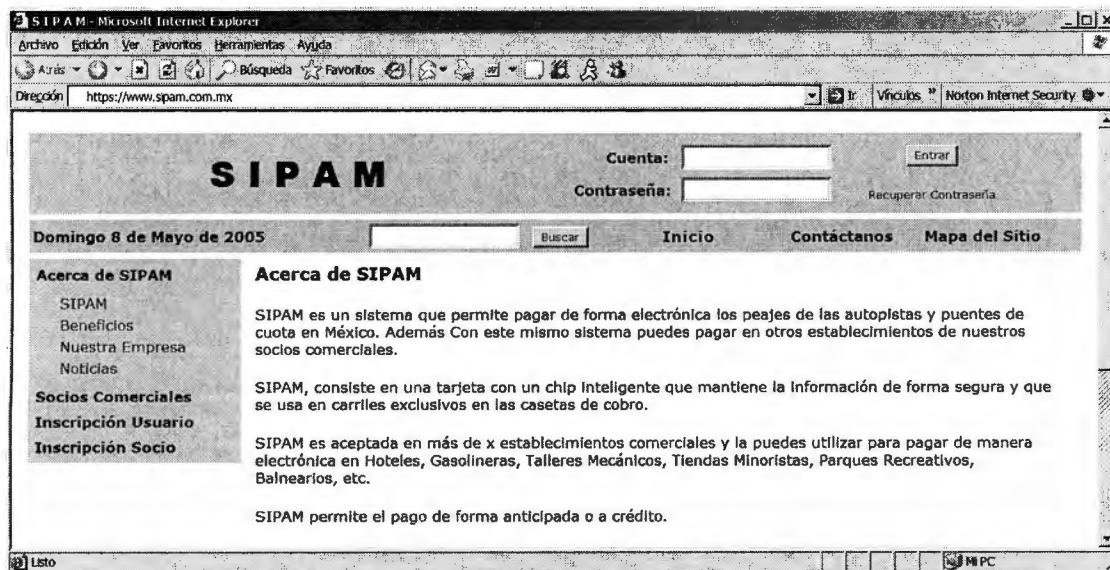 S I P A M - Microsoft Internet Explorer
Archivo Edición Ver Favoritos Herramientas Ayuda
Atrás Búsqueda Favoritos
Dirección https://www.sipam.com.mx Ir Vínculos » Norton Internet Security
S I P A M
Cuenta: Entrar
Contraseña: Recuperar Contraseña
Domingo 8 de Mayo de 2005 Buscar Inicio Contáctanos Mapa del Sitio
Acerca de SIPAM
SIPAM
Beneficios
Nuestra Empresa
Noticias
Socios Comerciales
Inscripción Usuario
Inscripción Socio
Acerca de SIPAM
SIPAM es un sistema que permite pagar de forma electrónica los peajes de las autopistas y puentes de
cuota en México. Además Con este mismo sistema puedes pagar en otros establecimientos de nuestros
socios comerciales.
SIPAM, consiste en una tarjeta con un chip inteligente que mantiene la información de forma segura y que
se usa en carriles exclusivos en las casetas de cobro.
SIPAM es aceptada en más de x establecimientos comerciales y la puedes utilizar para pagar de manera
electrónica en Hoteles, Gasolineras, Talleres Mecánicos, Tiendas Minoristas, Parques Recreativos,
Balnearios, etc.
SIPAM permite el pago de forma anticipada o a crédito.
Listo Mi PC